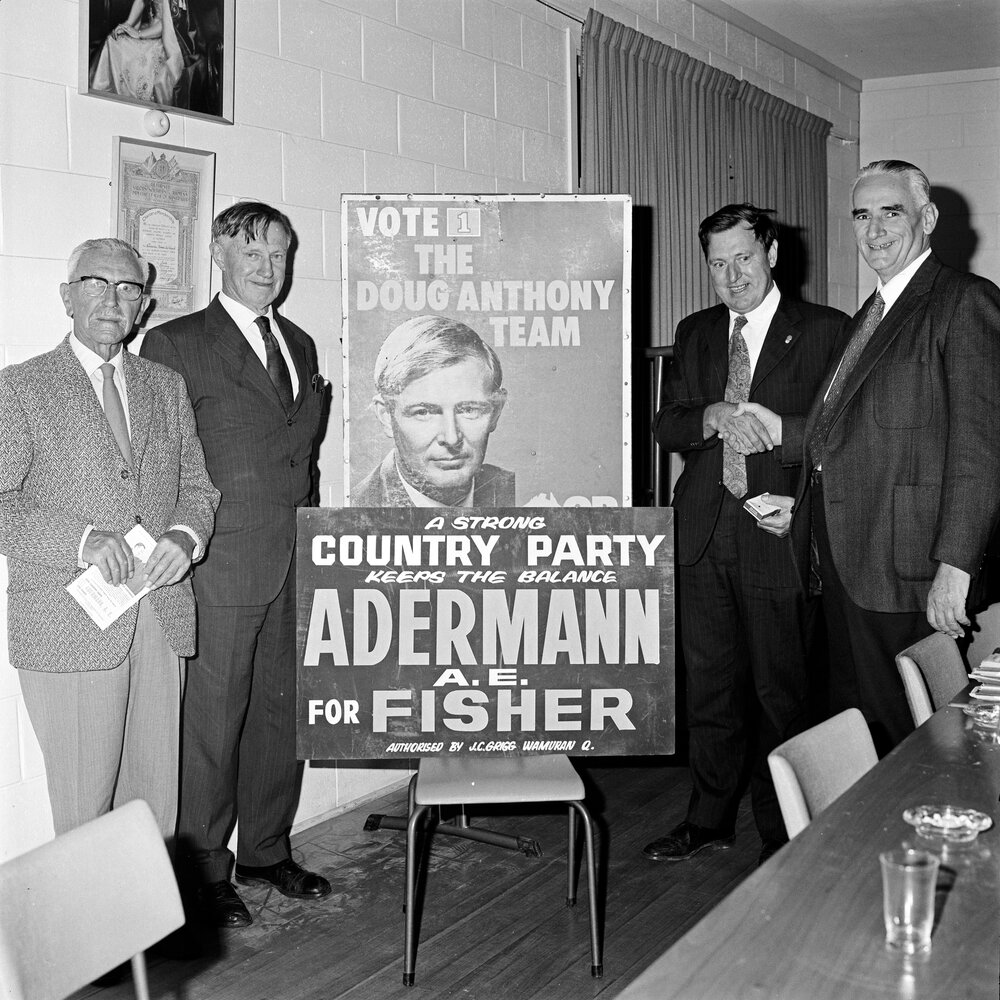 VOTE 1
THE
DOUG ANTHONY
TEAM
A STRONG
COUNTRY PARTY
KEEPS THE BALANCE
ADERMANN
A.E.
FOR FISHER
AUTHORISED BY J.C.GRIGG WAMURAN Q.